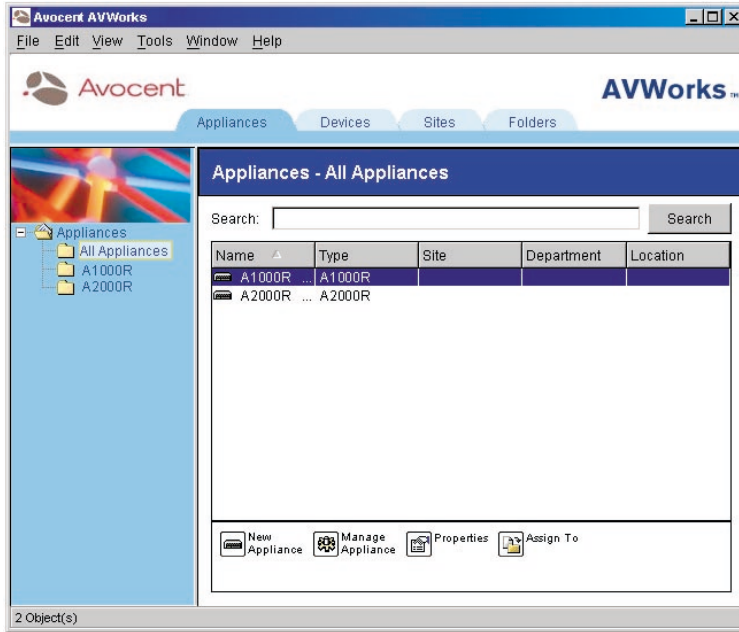 Avocent AVWorks
File Edit View Tools Window Help
Avocent
AVWorks™
Appliances Devices Sites Folders
Appliances - All Appliances
Search: Search
Appliances
All Appliances
A1000R
A2000R
Name Type Site Department Location
A1000R ... A1000R
A2000R ... A2000R
New Appliance Manage Appliance Properties Assign To
2 Object(s)